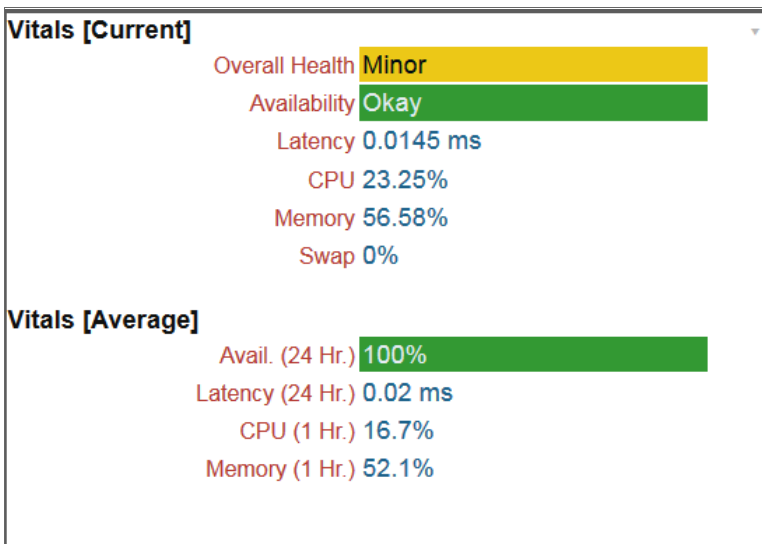 Vitals [Current]
Overall Health Minor
Availability Okay
Latency 0.0145 ms
CPU 23.25%
Memory 56.58%
Swap 0%
Vitals [Average]
Avail. (24 Hr.) 100%
Latency (24 Hr.) 0.02 ms
CPU (1 Hr.) 16.7%
Memory (1 Hr.) 52.1%